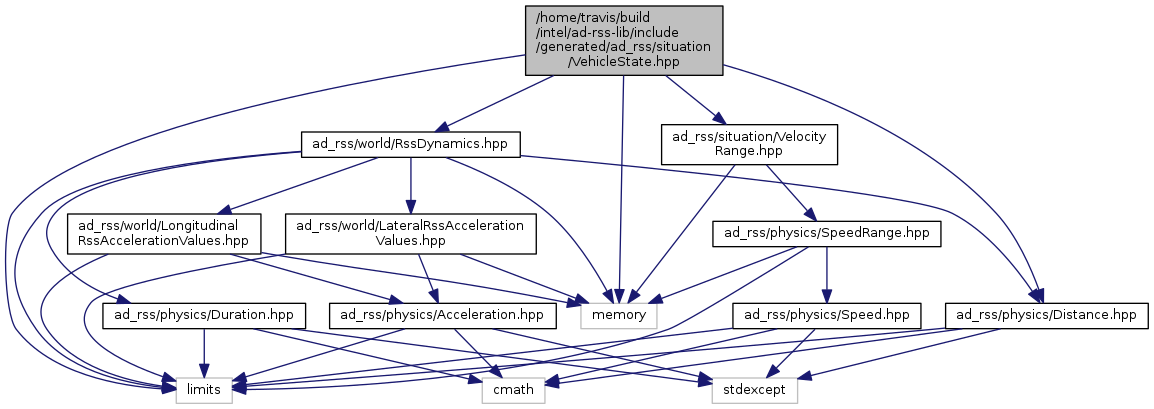 /home/travis/build
/intel/ad-rss-lib/include
/generated/ad_rss/situation
/VehicleState.hpp
ad_rss/world/RssDynamics.hpp
ad_rss/situation/Velocity
Range.hpp
ad_rss/world/Longitudinal
RssAccelerationValues.hpp
ad_rss/world/LateralRssAcceleration
Values.hpp
ad_rss/physics/SpeedRange.hpp
ad_rss/physics/Duration.hpp
ad_rss/physics/Acceleration.hpp
memory
ad_rss/physics/Speed.hpp
ad_rss/physics/Distance.hpp
limits
cmath
stdexcept